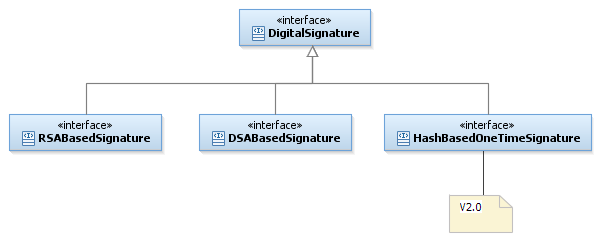 «interface»
DigitalSignature
«interface»
RSABasedSignature
«interface»
DSABasedSignature
«interface»
HashBasedOneTimeSignature
V2.0